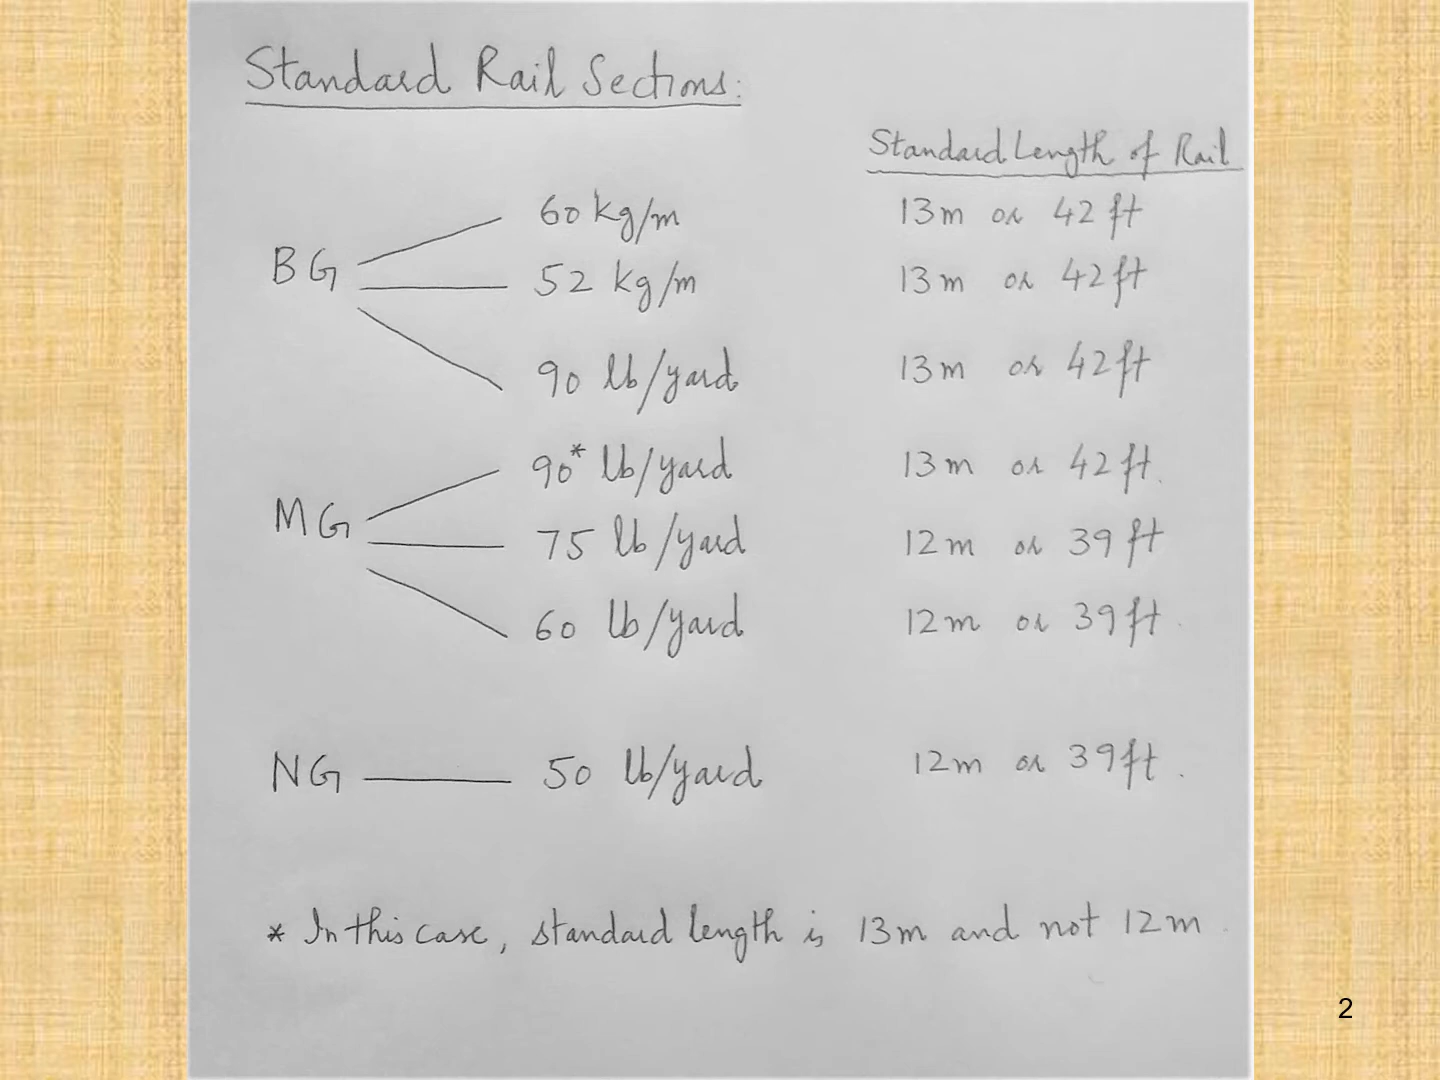 Standard Rail Sections:
Standard Length of Rail
BG
60 kg/m 13m or 42 ft
52 kg/m 13m or 42 ft
90 lb/yard 13m or 42 ft
MG
90* lb/yard 13m or 42 ft.
75 lb/yard 12m or 39 ft
60 lb/yard 12m or 39 ft.
NG 50 lb/yard 12m or 39 ft.
* In this case, standard length is 13m and not 12m.
2